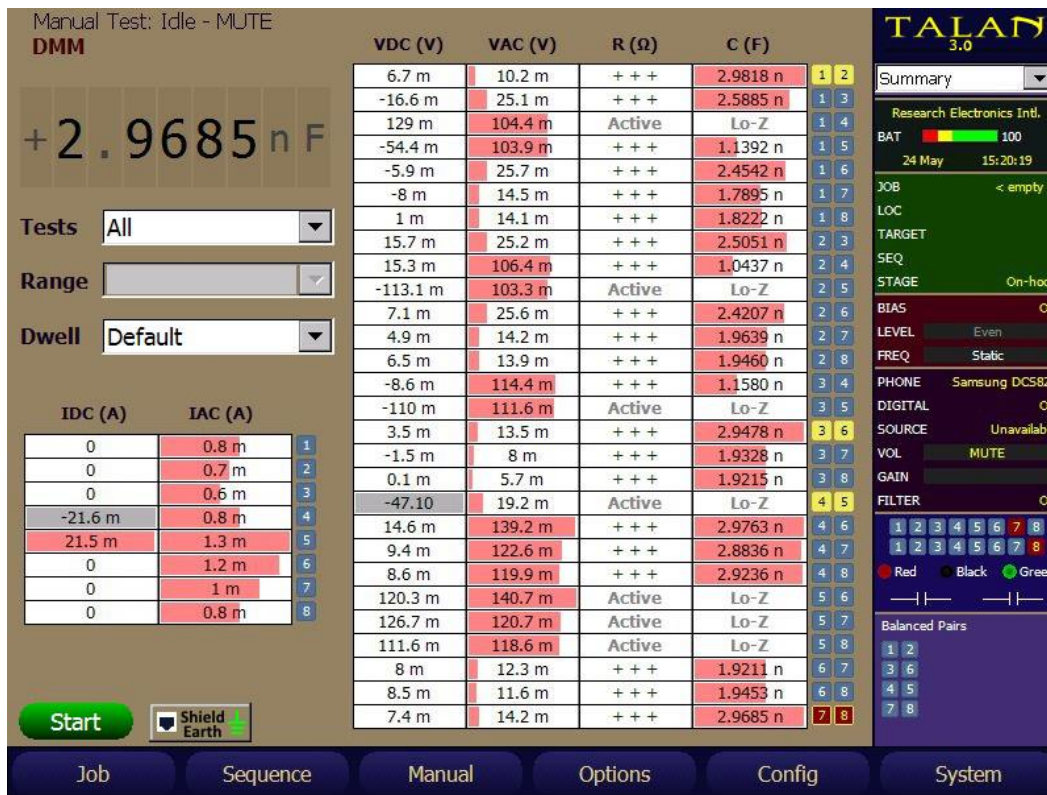 Manual Test: Idle - MUTE
DMM
+2.9685 n F
Tests All
Range
Dwell Default
IDC (A) IAC (A)
0 0.8 m 1
0 0.7 m 2
0 0.6 m 3
-21.6 m 0.8 m 4
21.5 m 1.3 m 5
0 1.2 m 6
0 1 m 7
0 0.8 m 8
Start
Shield
Earth
VDC (V) VAC (V) R (Ω) C (F)
6.7 m 10.2 m + + + 2.9818 n 1 2
-16.6 m 25.1 m + + + 2.5885 n 1 3
129 m 104.4 m Active Lo-Z 1 4
-54.4 m 103.9 m + + + 1.1392 n 1 5
-5.9 m 25.7 m + + + 2.4542 n 1 6
-8 m 14.5 m + + + 1.7895 n 1 7
1 m 14.1 m + + + 1.8222 n 1 8
15.7 m 25.2 m + + + 2.5051 n 2 3
15.3 m 106.4 m + + + 1.0437 n 2 4
-113.1 m 103.3 m Active Lo-Z 2 5
7.1 m 25.6 m + + + 2.4207 n 2 6
4.9 m 14.2 m + + + 1.9639 n 2 7
6.5 m 13.9 m + + + 1.9460 n 2 8
-8.6 m 114.4 m + + + 1.1580 n 3 4
-110 m 111.6 m Active Lo-Z 3 5
3.5 m 13.5 m + + + 2.9478 n 3 6
-1.5 m 8 m + + + 1.9328 n 3 7
0.1 m 5.7 m + + + 1.9215 n 3 8
-47.10 19.2 m Active Lo-Z 4 5
14.6 m 139.2 m + + + 2.9763 n 4 6
9.4 m 122.6 m + + + 2.8836 n 4 7
8.6 m 119.9 m + + + 2.9236 n 4 8
120.3 m 140.7 m Active Lo-Z 5 6
126.7 m 120.7 m Active Lo-Z 5 7
111.6 m 118.6 m Active Lo-Z 5 8
8 m 12.3 m + + + 1.9211 n 6 7
8.5 m 11.6 m + + + 1.9453 n 6 8
7.4 m 14.2 m + + + 2.9685 n 7 8
TALAN
3.0
Summary
Research Electronics Intl.
BAT 100
24 May 15:20:19
JOB < empty
LOC
TARGET
SEQ
STAGE On-hoo
BIAS O
LEVEL Even
FREQ Static
PHONE Samsung DCS82
DIGITAL O
SOURCE Unavailab
VOL MUTE
GAIN
FILTER O
1 2 3 4 5 6 7 8
1 2 3 4 5 6 7 8
Red Black Gree
Balanced Pairs
1 2
3 6
4 5
7 8
Job Sequence Manual Options Config System